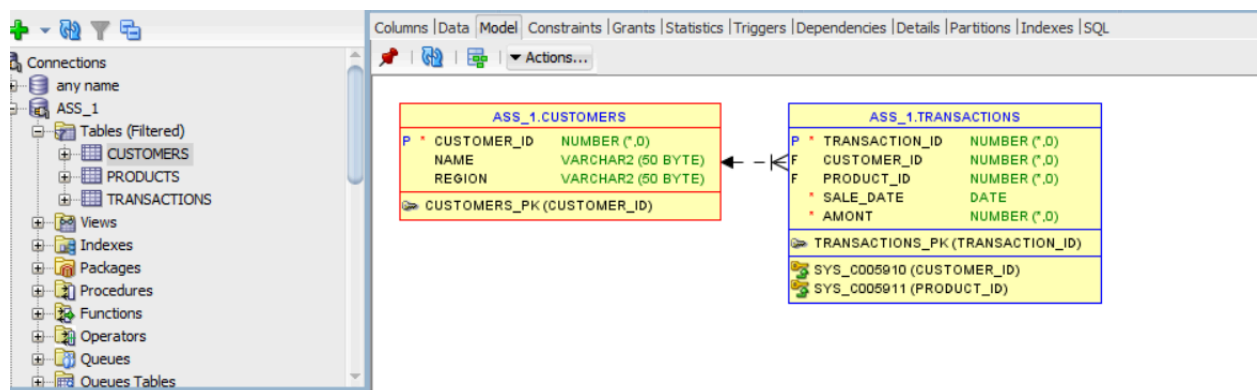 Columns |Data |Model |Constraints |Grants |Statistics |Triggers |Dependencies |Details |Partitions |Indexes |SQL
Actions...
Connections
any name
ASS_1
Tables (Filtered)
CUSTOMERS
PRODUCTS
TRANSACTIONS
Views
Indexes
Packages
Procedures
Functions
Operators
Queues
Queues Tables
ASS_1.CUSTOMERS
P * CUSTOMER_ID NUMBER (*,0)
NAME VARCHAR2 (50 BYTE)
REGION VARCHAR2 (50 BYTE)
CUSTOMERS_PK (CUSTOMER_ID)
ASS_1.TRANSACTIONS
P * TRANSACTION_ID NUMBER (*,0)
F CUSTOMER_ID NUMBER (*,0)
F PRODUCT_ID NUMBER (*,0)
* SALE_DATE DATE
* AMONT NUMBER (*,0)
TRANSACTIONS_PK (TRANSACTION_ID)
SYS_C005910 (CUSTOMER_ID)
SYS_C005911 (PRODUCT_ID)